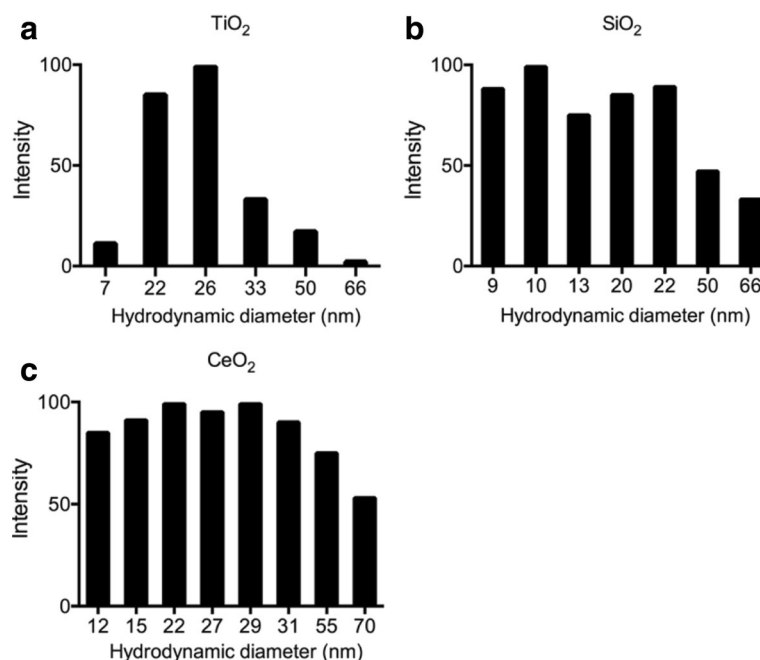 a
TiO₂
Intensity
100
50
0
7 22 26 33 50 66
Hydrodynamic diameter (nm)
b
SiO₂
Intensity
100
50
0
9 10 13 20 22 50 66
Hydrodynamic diameter (nm)
c
CeO₂
Intensity
100
50
0
12 15 22 27 29 31 55 70
Hydrodynamic diameter (nm)